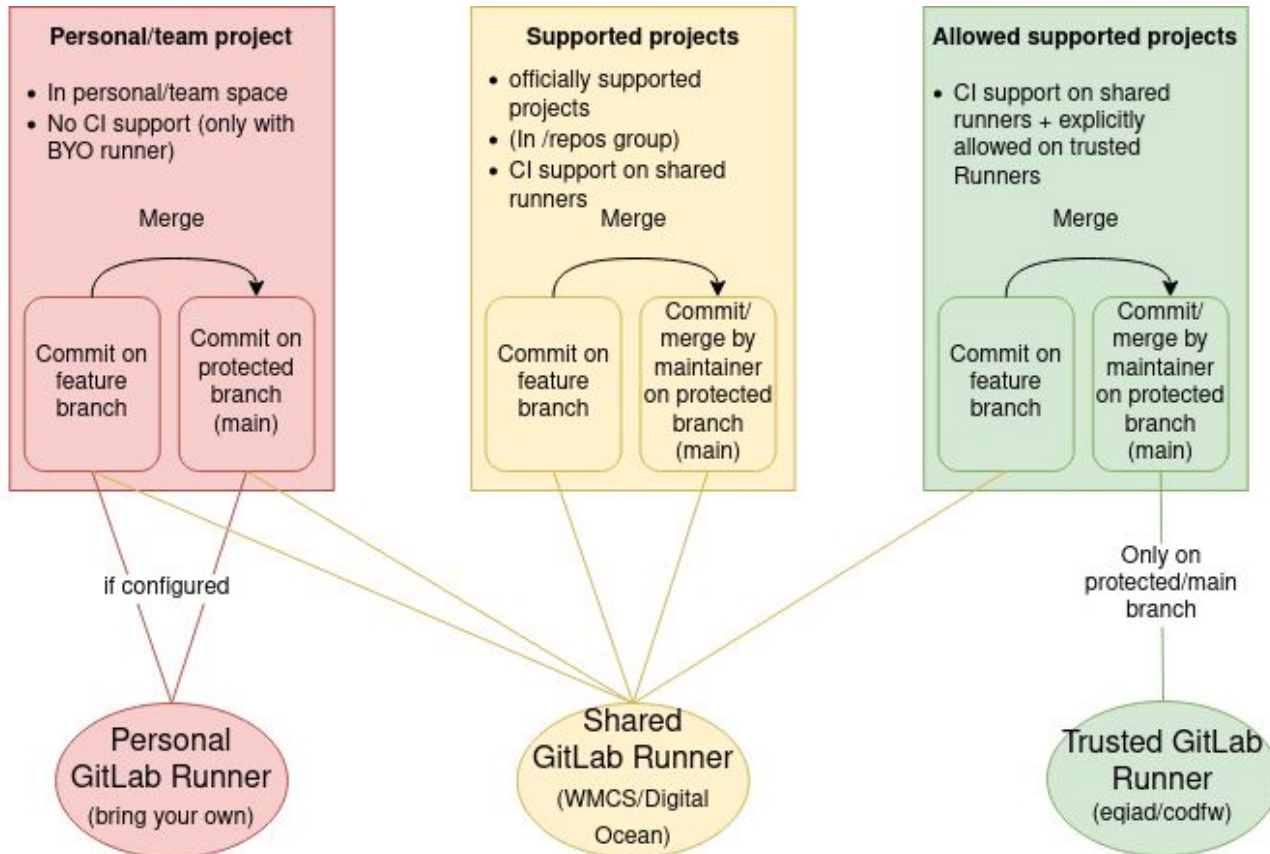 Personal/team project
• In personal/team space
• No CI support (only with
BYO runner)
Merge
Commit on
feature
branch
Commit on
protected
branch
(main)
Supported projects
• officially supported
projects
• (In /repos group)
• CI support on shared
runners
Merge
Commit on
feature
branch
Commit/
merge by
maintainer
on protected
branch
(main)
Allowed supported projects
• CI support on shared
runners + explicitly
allowed on trusted
Runners
Merge
Commit on
feature
branch
Commit/
merge by
maintainer
on protected
branch
(main)
if configured
Only on
protected/main
branch
Personal
GitLab Runner
(bring your own)
Shared
GitLab Runner
(WMCS/Digital
Ocean)
Trusted GitLab
Runner
(eqiad/codfw)